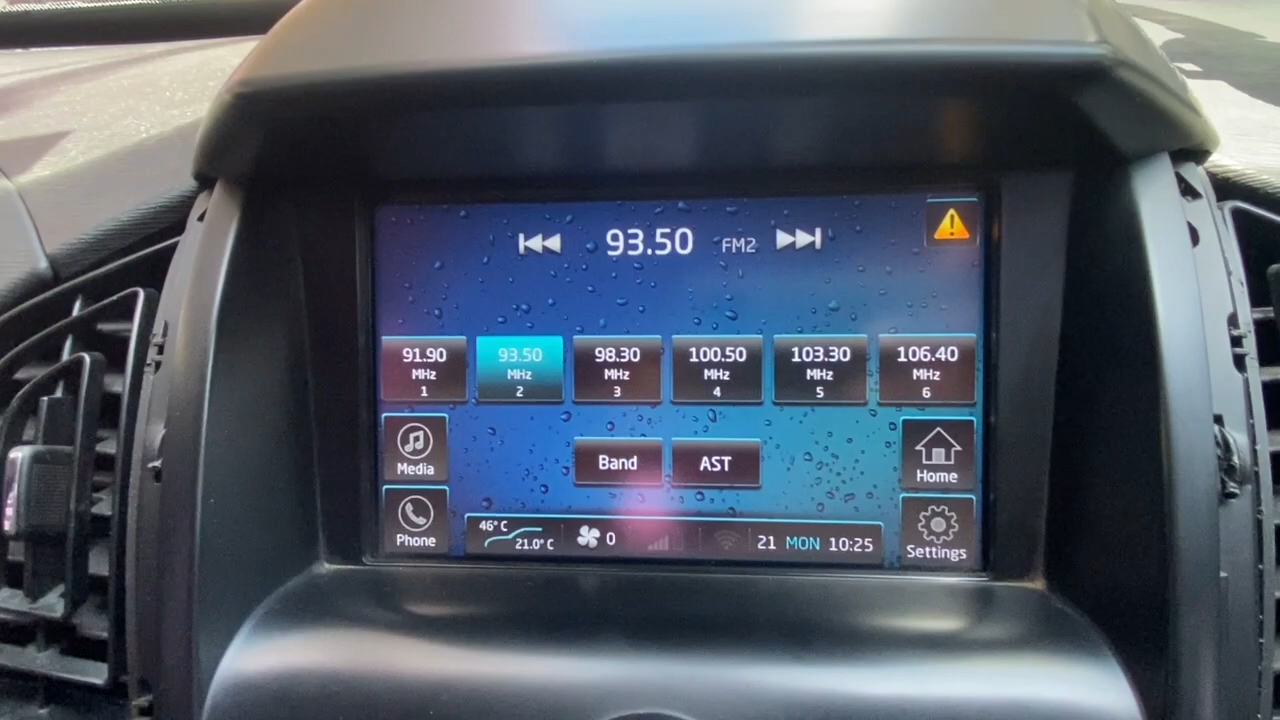 93.50 FM2
91.90 MHz 1
93.50 MHz 2
98.30 MHz 3
100.50 MHz 4
103.30 MHz 5
106.40 MHz 6
Media
Band
AST
Home
Phone
46° C
21.0° C
0
21 MON 10:25
Settings